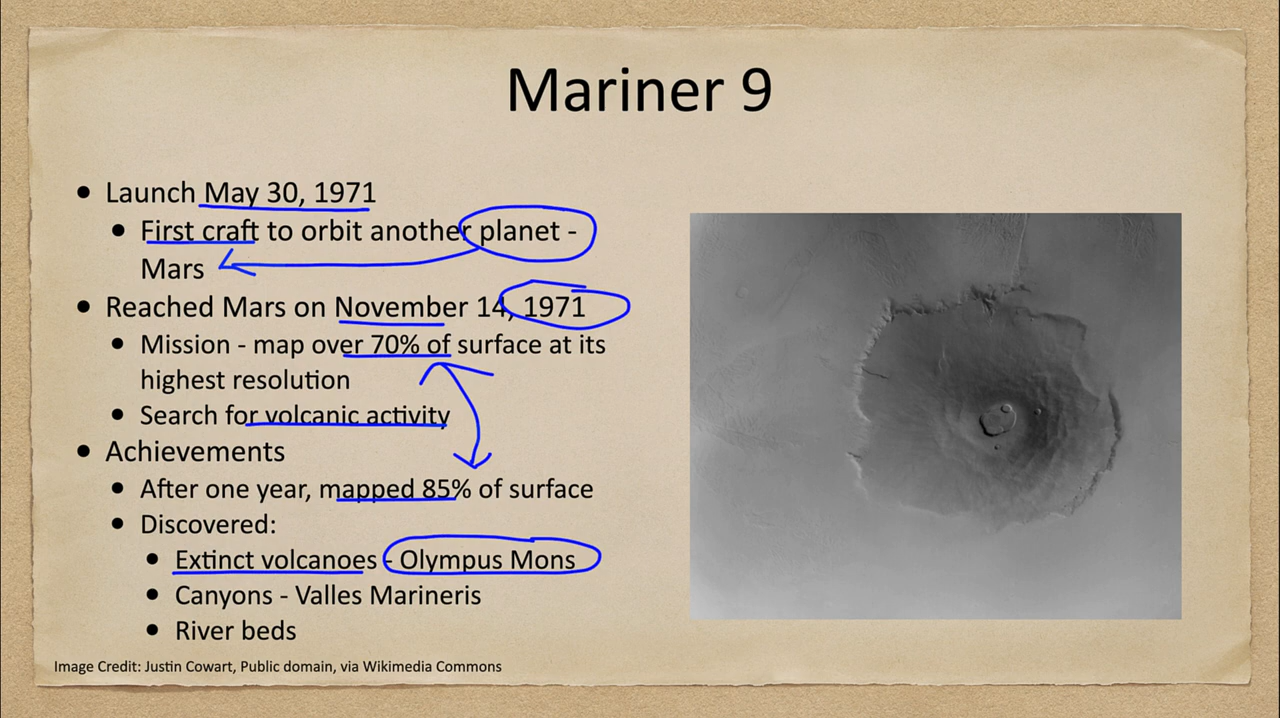 Mariner 9
• Launch May 30, 1971
• First craft to orbit another planet -
Mars
• Reached Mars on November 14, 1971
• Mission - map over 70% of surface at its
highest resolution
• Search for volcanic activity
• Achievements
• After one year, mapped 85% of surface
• Discovered:
• Extinct volcanoes - Olympus Mons
• Canyons - Valles Marineris
• River beds
Image Credit: Justin Cowart, Public domain, via Wikimedia Commons